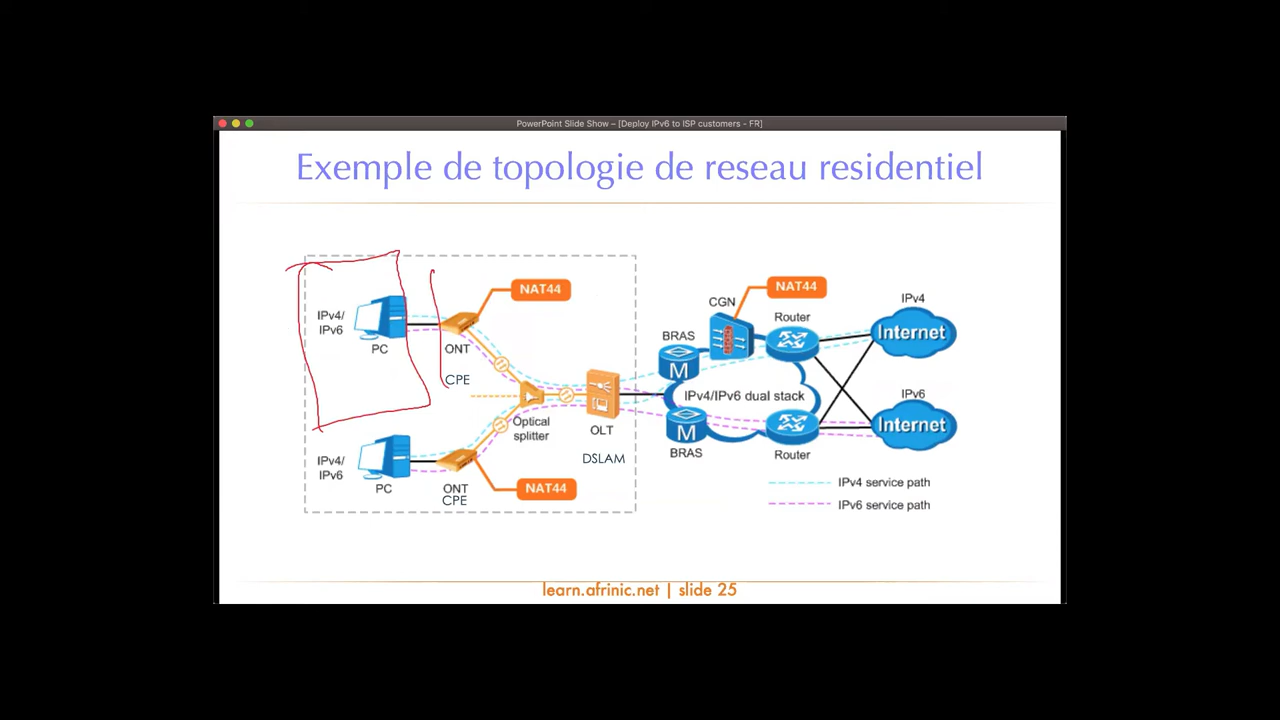 PowerPoint Slide Show – [Deploy IPv6 to ISP customers - FR]
Exemple de topologie de reseau residentiel
NAT44
IPv4/
IPv6
PC
ONT
CPE
Optical
splitter
OLT
DSLAM
IPv4/
IPv6
PC
ONT
CPE
NAT44
NAT44
CGN
BRAS
M
Router
IPv4
Internet
IPv4/IPv6 dual stack
IPv6
Internet
M
BRAS
Router
IPv4 service path
IPv6 service path
learn.afrinic.net | slide 25